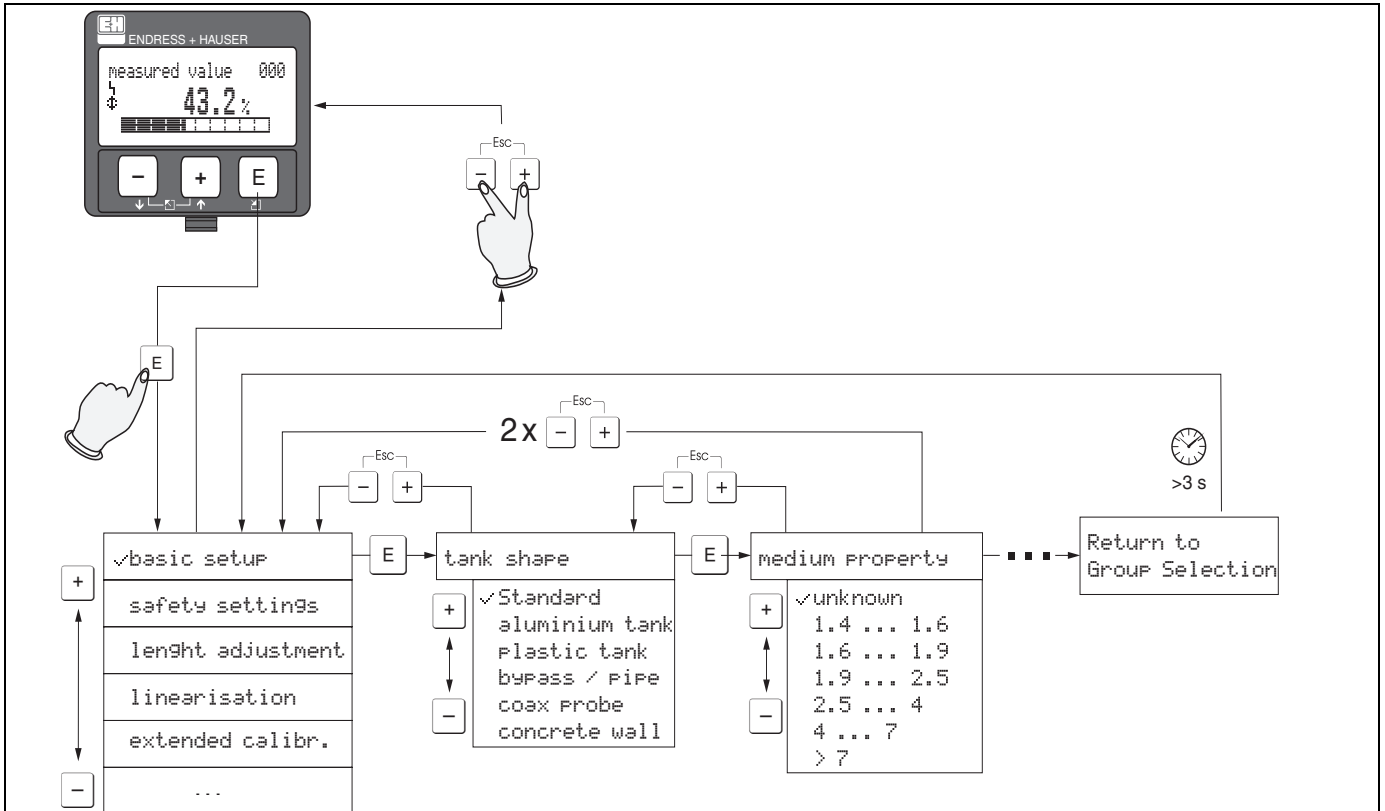 E+H
ENDRESS + HAUSER
measured value 000
43.2 %
- + E
Esc
- +
E
Esc
2x - +
Esc
- +
Esc
- +
>3 s
✓basic setup
safety settings
lenght adjustment
linearisation
extended calibr.
...
+
-
E
tank shape
✓Standard
aluminium tank
plastic tank
bypass / pipe
coax probe
concrete wall
+
-
E
medium property
✓unknown
1.4 ... 1.6
1.6 ... 1.9
1.9 ... 2.5
2.5 ... 4
4 ... 7
> 7
+
-
Return to
Group Selection